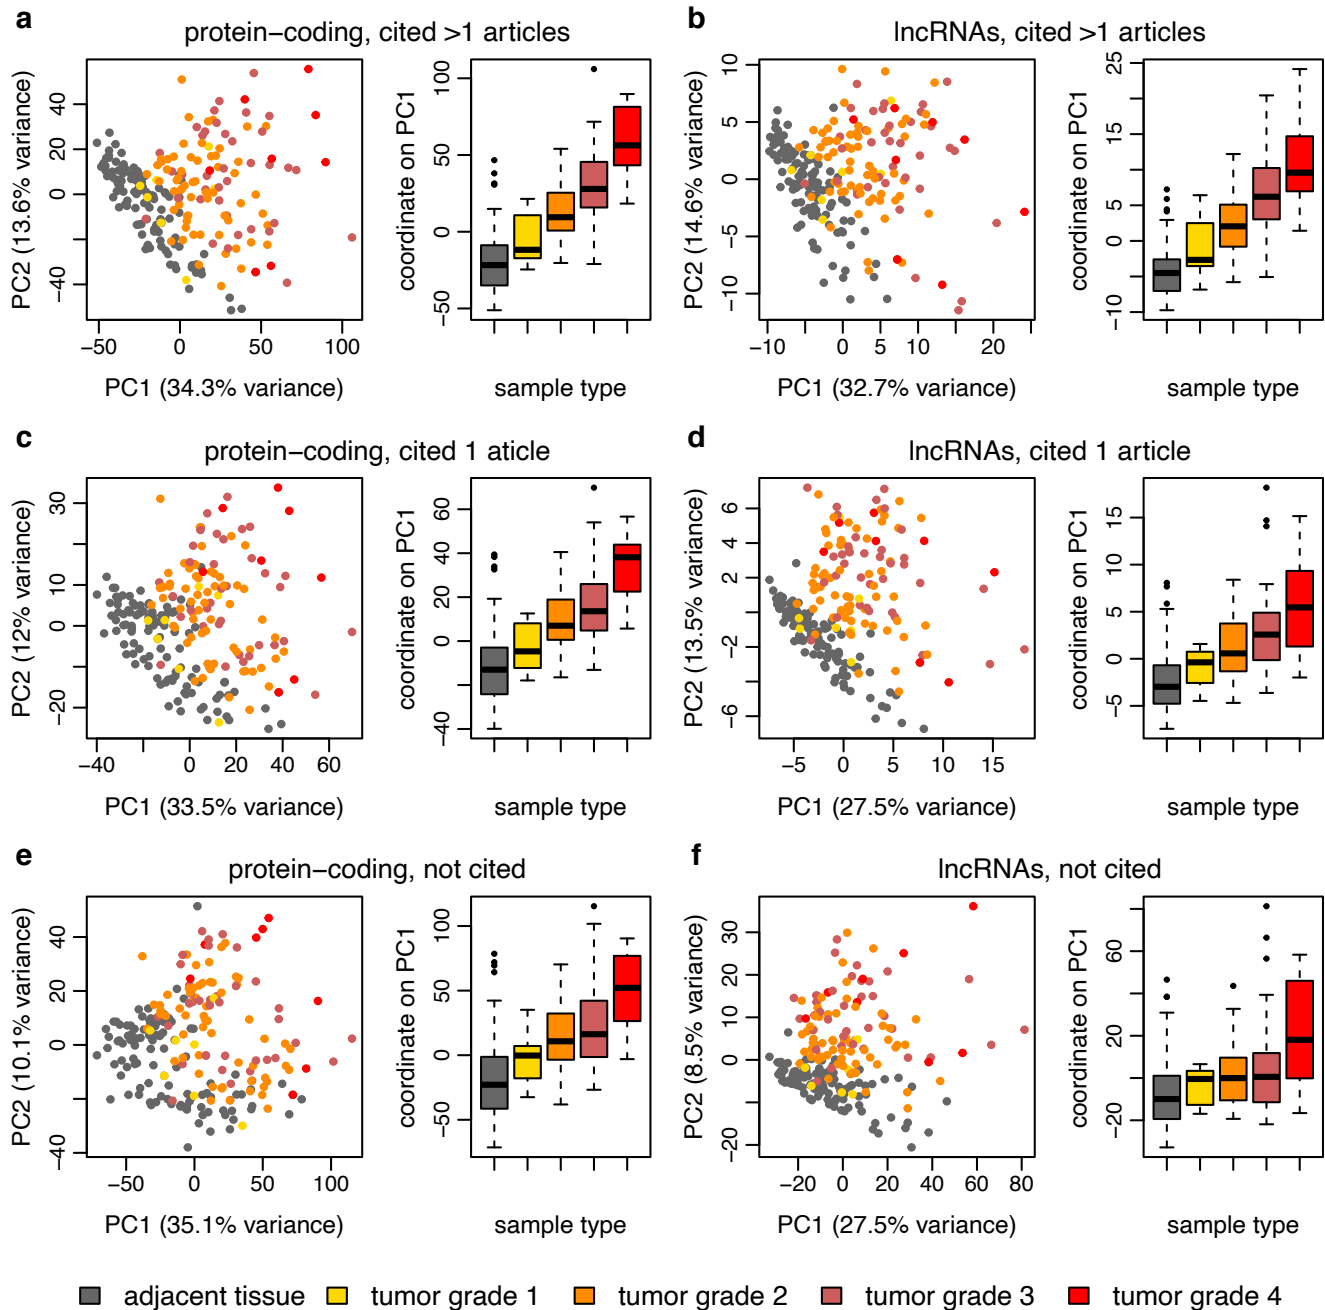 a
protein−coding, cited >1 articles
PC2 (13.6% variance)
−40
0
20
40
−50
0
50
100
PC1 (34.3% variance)
coordinate on PC1
−50
0
50
100
sample type
b
lncRNAs, cited >1 articles
PC2 (14.6% variance)
−10
−5
0
5
10
−10
0
5
10
20
PC1 (32.7% variance)
coordinate on PC1
−10
0
5
15
25
sample type
c
protein−coding, cited 1 aticle
PC2 (12% variance)
−20
0
10
30
−40
0
20
40
60
PC1 (33.5% variance)
coordinate on PC1
−40
0
20
40
60
sample type
d
lncRNAs, cited 1 article
PC2 (13.5% variance)
−6
−2
2
4
6
−5
0
5
10
15
PC1 (27.5% variance)
coordinate on PC1
−5
0
5
10
15
sample type
e
protein−coding, not cited
PC2 (10.1% variance)
−40
0
20
40
−50
0
50
100
PC1 (35.1% variance)
coordinate on PC1
−50
0
50
100
sample type
f
lncRNAs, not cited
PC2 (8.5% variance)
−20
0
10
20
30
−20
0
20
40
60
80
PC1 (27.5% variance)
coordinate on PC1
−20
20
60
sample type
adjacent tissue
tumor grade 1
tumor grade 2
tumor grade 3
tumor grade 4